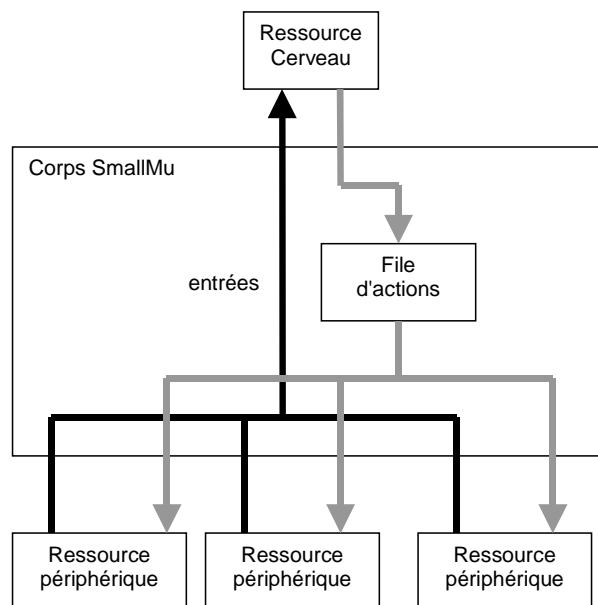 Ressource
Cerveau
Corps SmallMu
entrées
File
d'actions
Ressource
périphérique
Ressource
périphérique
Ressource
périphérique